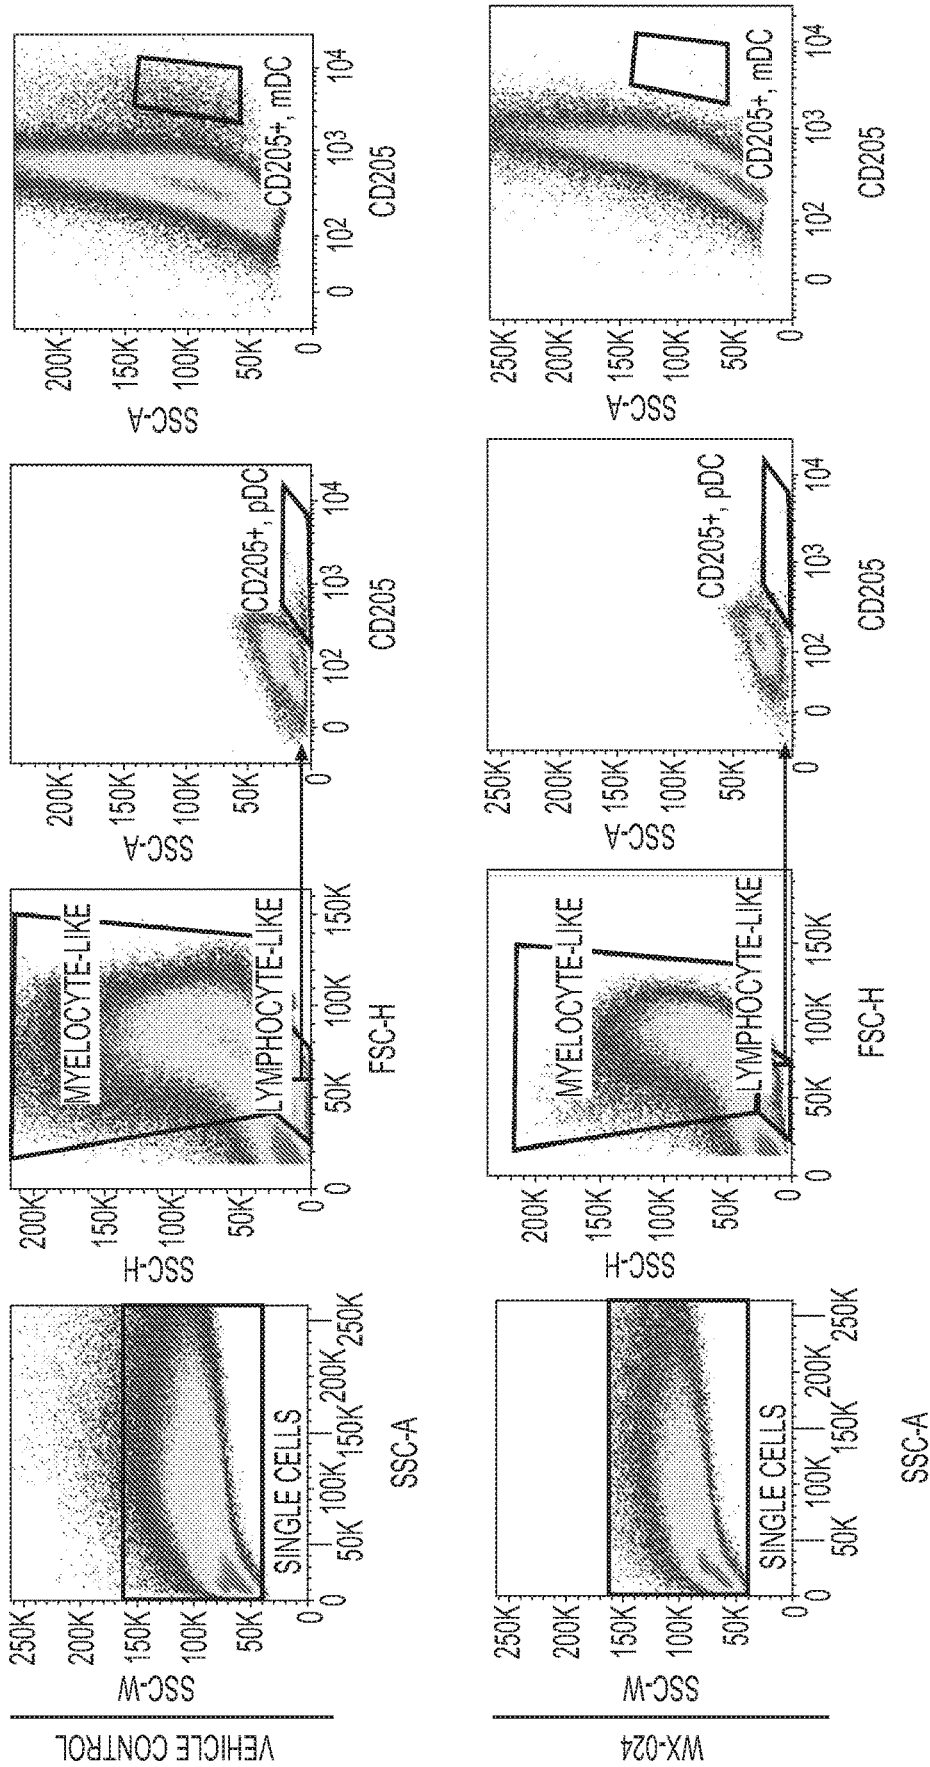 VEHICLE CONTROL
SSC-W
250K
200K
150K
100K
50K
0
SINGLE CELLS
0 50K 100K 150K 200K 250K
SSC-A
SSC-H
200K
150K
100K
50K
0
MYELOCYTE-LIKE
LYMPHOCYTE-LIKE
0 50K 100K 150K
FSC-H
SSC-A
200K
150K
100K
50K
0
CD205+, pDC
0 10² 10³ 10⁴
CD205
SSC-A
200K
150K
100K
50K
0
CD205+, mDC
0 10² 10³ 10⁴
CD205
WX-024
SSC-W
250K
200K
150K
100K
50K
0
SINGLE CELLS
0 50K 100K 150K 200K 250K
SSC-A
SSC-H
200K
150K
100K
50K
0
MYELOCYTE-LIKE
LYMPHOCYTE-LIKE
0 50K 100K 150K
FSC-H
SSC-A
250K
200K
150K
100K
50K
0
CD205+, pDC
0 10² 10³ 10⁴
CD205
SSC-A
250K
200K
150K
100K
50K
0
CD205+, mDC
0 10² 10³ 10⁴
CD205